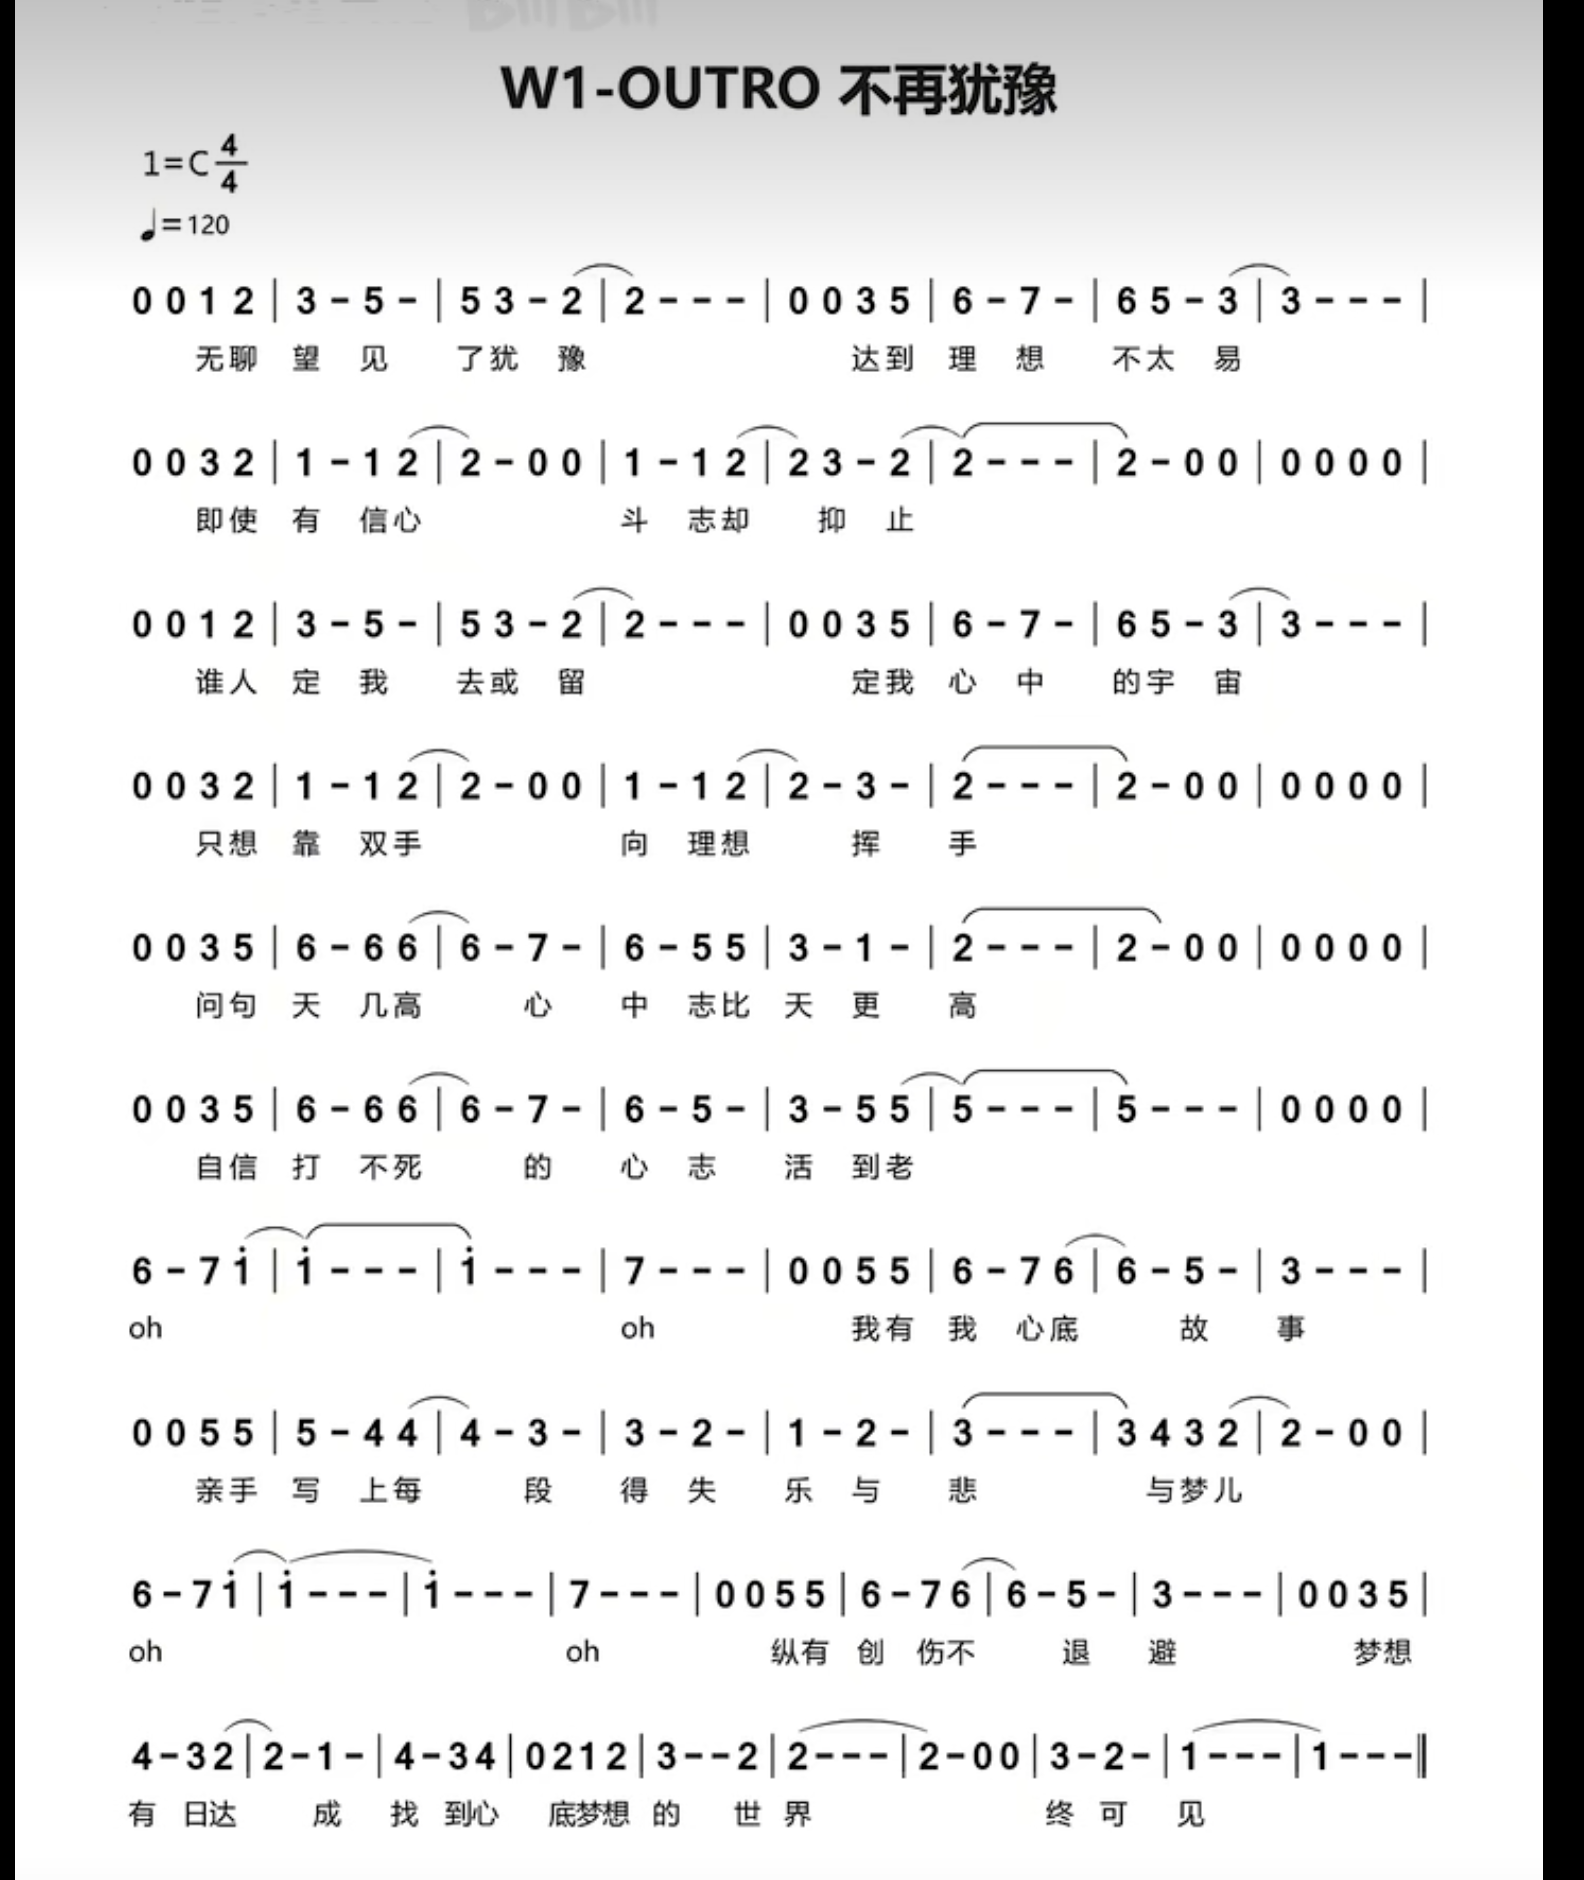 W1-OUTRO 不再犹豫
1=C 4/4
♩=120
0 0 1 2 | 3 - 5 - | 5 3 - 2 | 2 - - - | 0 0 3 5 | 6 - 7 - | 6 5 - 3 | 3 - - - |
无聊 望 见 了犹 豫 达到 理 想 不太 易
0 0 3 2 | 1 - 1 2 | 2 - 0 0 | 1 - 1 2 | 2 3 - 2 | 2 - - - | 2 - 0 0 | 0 0 0 0 |
即使 有 信心 斗 志却 抑 止
0 0 1 2 | 3 - 5 - | 5 3 - 2 | 2 - - - | 0 0 3 5 | 6 - 7 - | 6 5 - 3 | 3 - - - |
谁人 定 我 去或 留 定我 心 中 的宇 宙
0 0 3 2 | 1 - 1 2 | 2 - 0 0 | 1 - 1 2 | 2 - 3 - | 2 - - - | 2 - 0 0 | 0 0 0 0 |
只想 靠 双手 向 理想 挥 手
0 0 3 5 | 6 - 6 6 | 6 - 7 - | 6 - 5 5 | 3 - 1 - | 2 - - - | 2 - 0 0 | 0 0 0 0 |
问句 天 几高 心 中 志比 天 更 高
0 0 3 5 | 6 - 6 6 | 6 - 7 - | 6 - 5 - | 3 - 5 5 | 5 - - - | 5 - - - | 0 0 0 0 |
自信 打 不死 的 心 志 活 到老
6 - 7 i | i - - - | i - - - | 7 - - - | 0 0 5 5 | 6 - 7 6 | 6 - 5 - | 3 - - - |
oh oh 我有 我 心底 故 事
0 0 5 5 | 5 - 4 4 | 4 - 3 - | 3 - 2 - | 1 - 2 - | 3 - - - | 3 4 3 2 | 2 - 0 0 |
亲手 写 上每 段 得 失 乐 与 悲 与梦儿
6 - 7 i | i - - - | i - - - | 7 - - - | 0 0 5 5 | 6 - 7 6 | 6 - 5 - | 3 - - - | 0 0 3 5 |
oh oh 纵有 创 伤不 退 避 梦想
4 - 3 2 | 2 - 1 - | 4 - 3 4 | 0 2 1 2 | 3 - - 2 | 2 - - - | 2 - 0 0 | 3 - 2 - | 1 - - - | 1 - - - ‖
有 日达 成 找 到心 底梦想 的 世 界 终 可 见